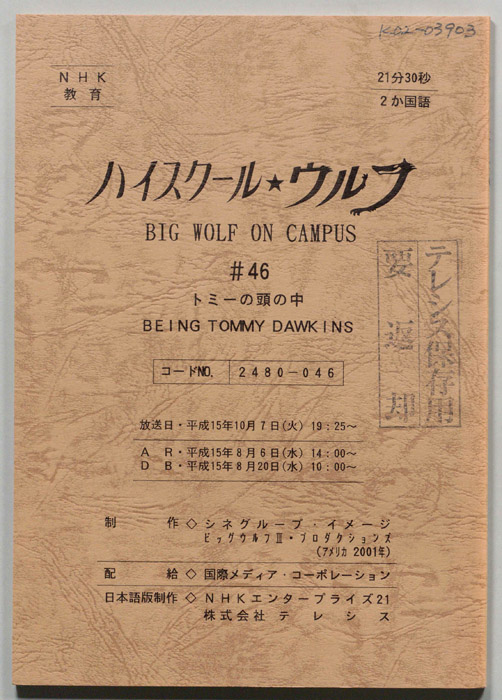 K02-03903
NHK
教育
21分30秒
2か国語
ハイスクール★ウルフ
BIG WOLF ON CAMPUS
#46
トミーの頭の中
BEING TOMMY DAWKINS
コードNO. 2480-046
テレシス保存用
要返却
放送日・平成15年10月7日(火) 19:25~
AR・平成15年8月6日(水) 14:00~
DB・平成15年8月20日(水) 10:00~
制作◇シネグループ・イメージ
ビッグウルフⅢ・プロダクションズ
(アメリカ 2001年)
配給◇国際メディア・コーポレーション
日本語版制作◇NHKエンタープライズ21
株式会社テレシス